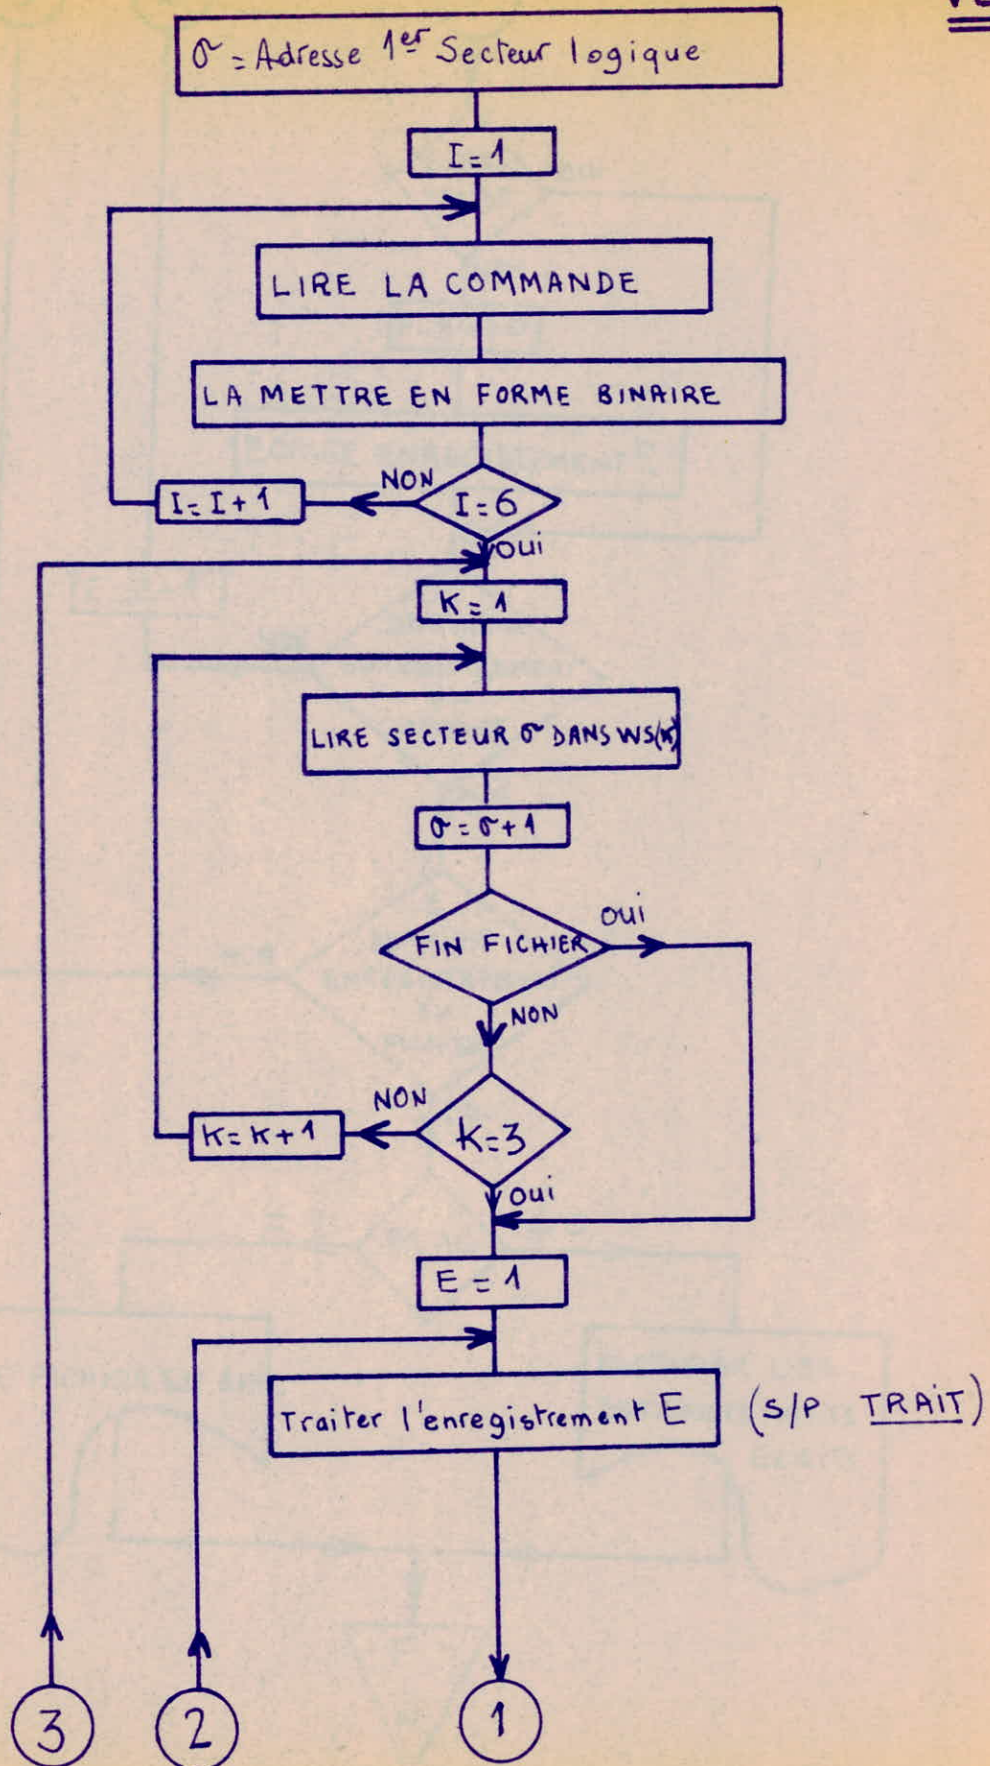 σ = Adresse 1er Secteur logique
I = 1
LIRE LA COMMANDE
LA METTRE EN FORME BINAIRE
NON
I = I + 1
I = 6
OUI
K = 1
LIRE SECTEUR σ DANS WS(K)
σ = σ + 1
FIN FICHIER
OUI
NON
NON
K = K + 1
K = 3
OUI
E = 1
Traiter l'enregistrement E (S/P TRAIT)
3
2
1